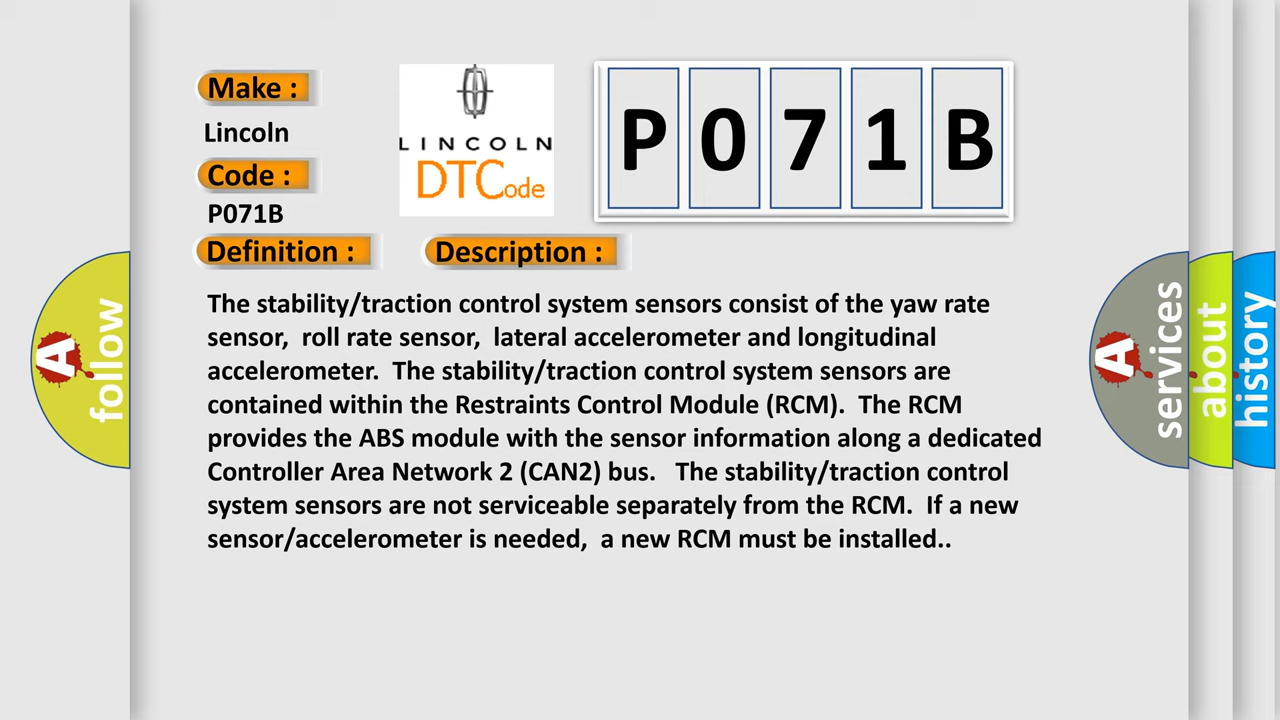 Make :
Lincoln
Code :
P071B
LINCOLN
DTCode
P071B
Definition :
Description :
The stability/traction control system sensors consist of the yaw rate
sensor, roll rate sensor, lateral accelerometer and longitudinal
accelerometer. The stability/traction control system sensors are
contained within the Restraints Control Module (RCM). The RCM
provides the ABS module with the sensor information along a dedicated
Controller Area Network 2 (CAN2) bus. The stability/traction control
system sensors are not serviceable separately from the RCM. If a new
sensor/accelerometer is needed, a new RCM must be installed..
A follow
A services
about
history